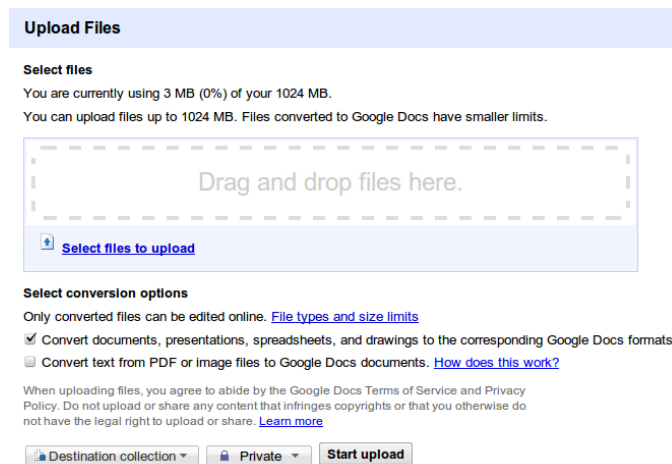 Upload Files
Select files
You are currently using 3 MB (0%) of your 1024 MB.
You can upload files up to 1024 MB. Files converted to Google Docs have smaller limits.
Drag and drop files here.
Select files to upload
Select conversion options
Only converted files can be edited online. File types and size limits
Convert documents, presentations, spreadsheets, and drawings to the corresponding Google Docs formats
Convert text from PDF or image files to Google Docs documents. How does this work?
When uploading files, you agree to abide by the Google Docs Terms of Service and Privacy
Policy. Do not upload or share any content that infringes copyrights or that you otherwise do
not have the legal right to upload or share. Learn more
Destination collection Private Start upload